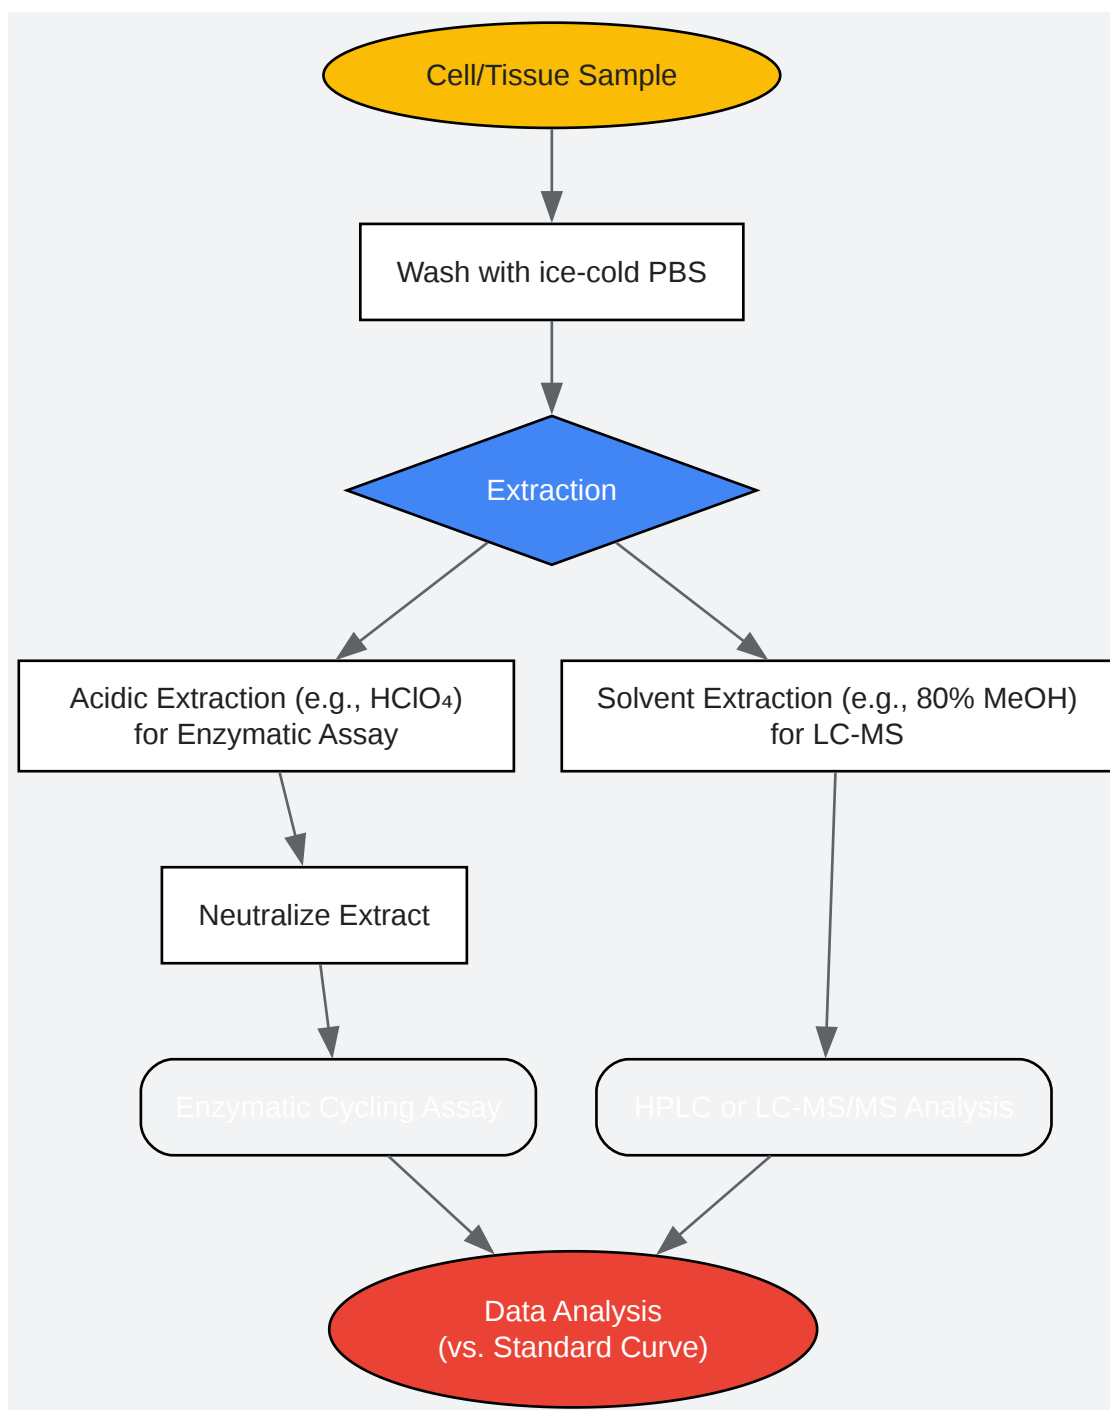 Cell/Tissue Sample
Wash with ice-cold PBS
Extraction
Acidic Extraction (e.g., HClO₄)
for Enzymatic Assay
Solvent Extraction (e.g., 80% MeOH)
for LC-MS
Neutralize Extract
Enzymatic Cycling Assay
HPLC or LC-MS/MS Analysis
Data Analysis
(vs. Standard Curve)